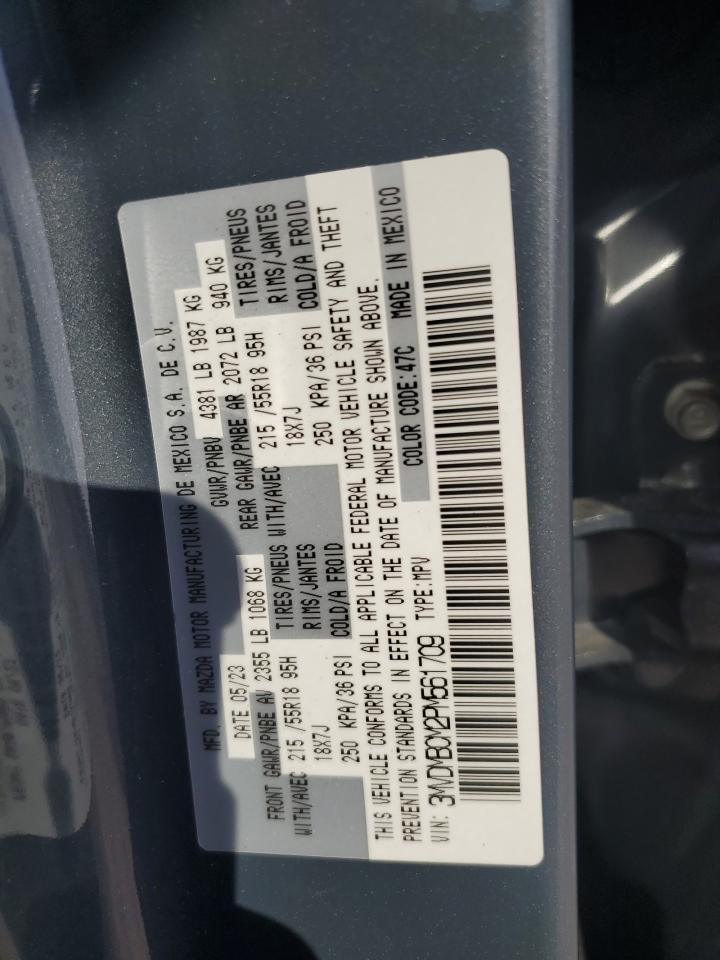 MFD. BY MAZDA MOTOR MANUFACTURING DE MEXICO S.A. DE C.V.
DATE 05/23 GVWR/PNBV 4381 LB 1987 KG
FRONT GAWR/PNBE AV 2355 LB 1068 KG REAR GAWR/PNBE AR 2072 LB 940 KG
WITH/AVEC 215 /55R18 95H TIRES/PNEUS WITH/AVEC 215 /55R18 95H TIRES/PNEUS
18X7J RIMS/JANTES 18X7J RIMS/JANTES
250 KPA/36 PSI COLD/A FROID 250 KPA/36 PSI COLD/A FROID
THIS VEHICLE CONFORMS TO ALL APPLICABLE FEDERAL MOTOR VEHICLE SAFETY AND THEFT
PREVENTION STANDARDS IN EFFECT ON THE DATE OF MANUFACTURE SHOWN ABOVE.
VIN: 3MVDMBCM2PM561709 TYPE:MPV COLOR CODE:47C MADE IN MEXICO